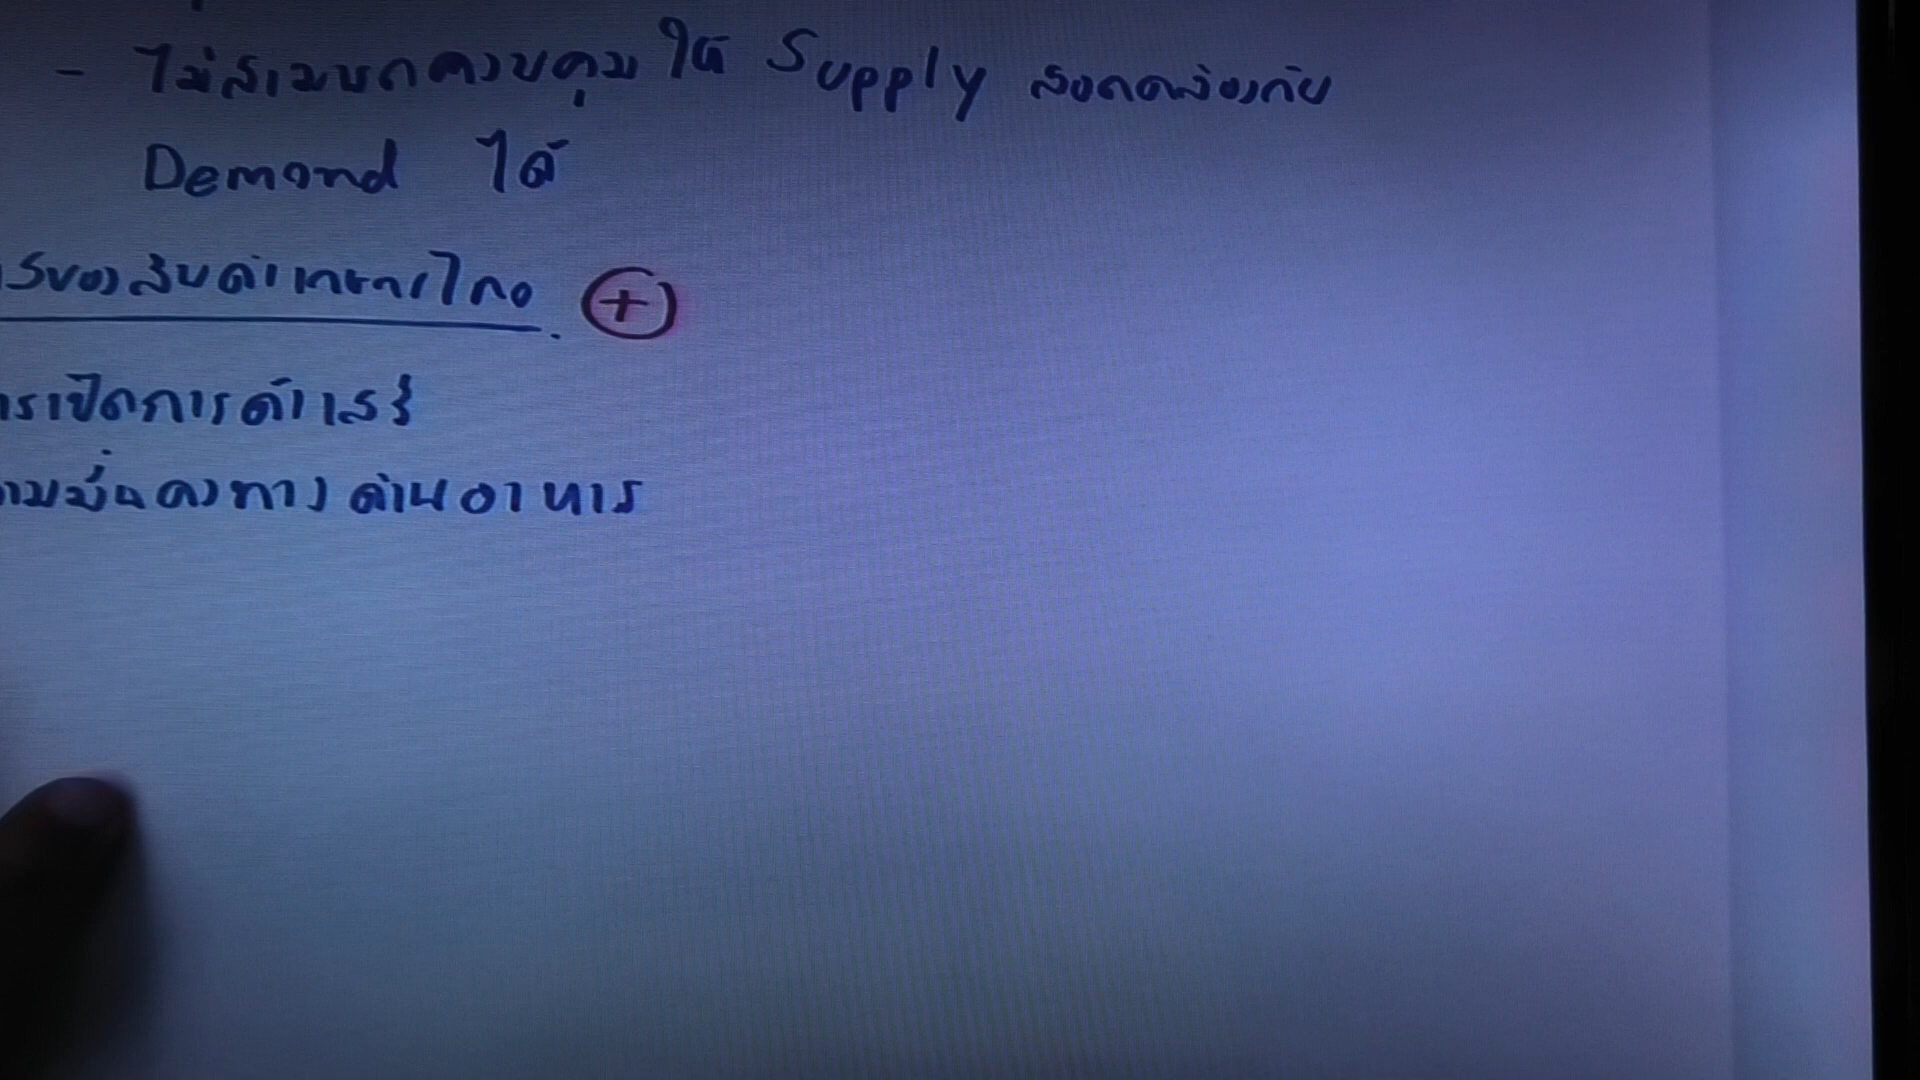 - ไม่สามารถควบคุมให้ Supply สอดคล้องกับ
Demand ได้
รของสินค้าเกษตรไทย +
ารเปิดการค้าเสรี
ามมั่นคงทางด้านอาหาร